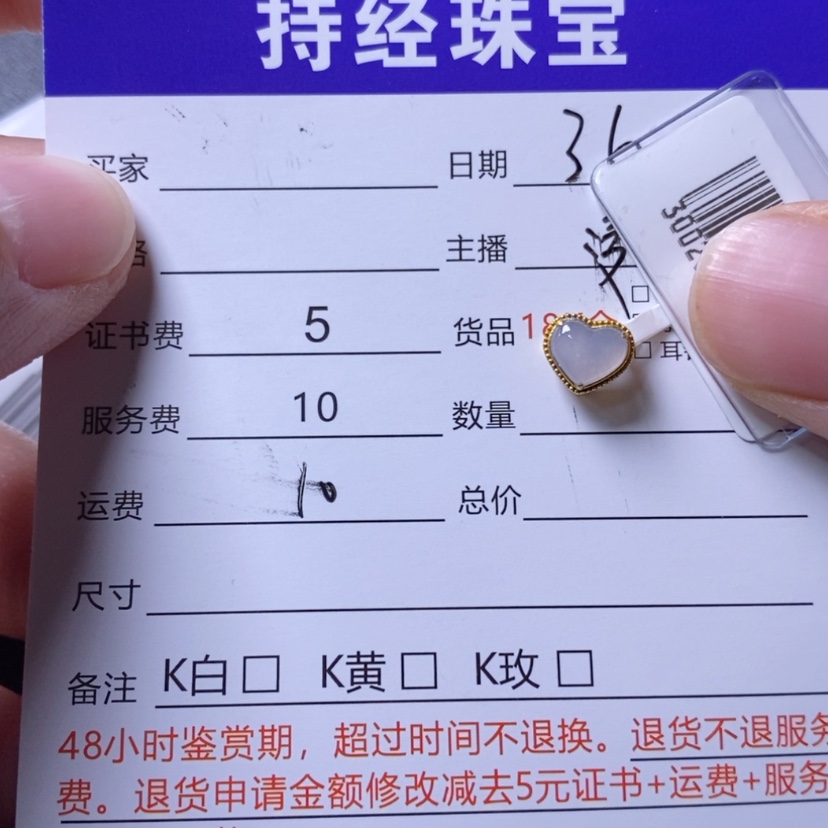 持经珠宝
买家 日期 36
主播
证书费 5 货品 18
服务费 10 数量
运费 10 总价
尺寸
备注 K白□ K黄□ K玫□
48小时鉴赏期，超过时间不退换。退货不退服务
费。退货申请金额修改减去5元证书+运费+服务